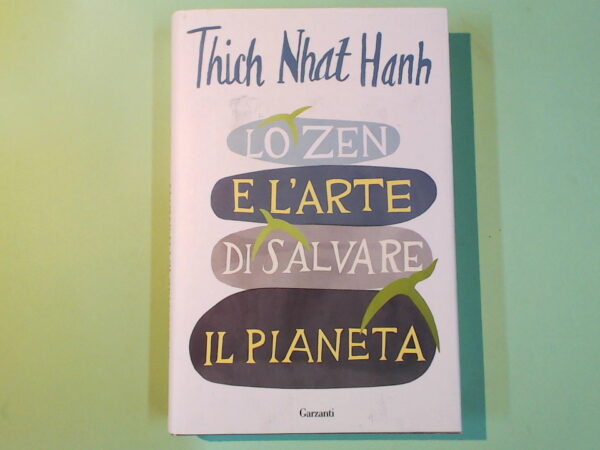 Thich Nhat Hanh
LO ZEN
E L'ARTE
DI SALVARE
IL PIANETA
Garzanti